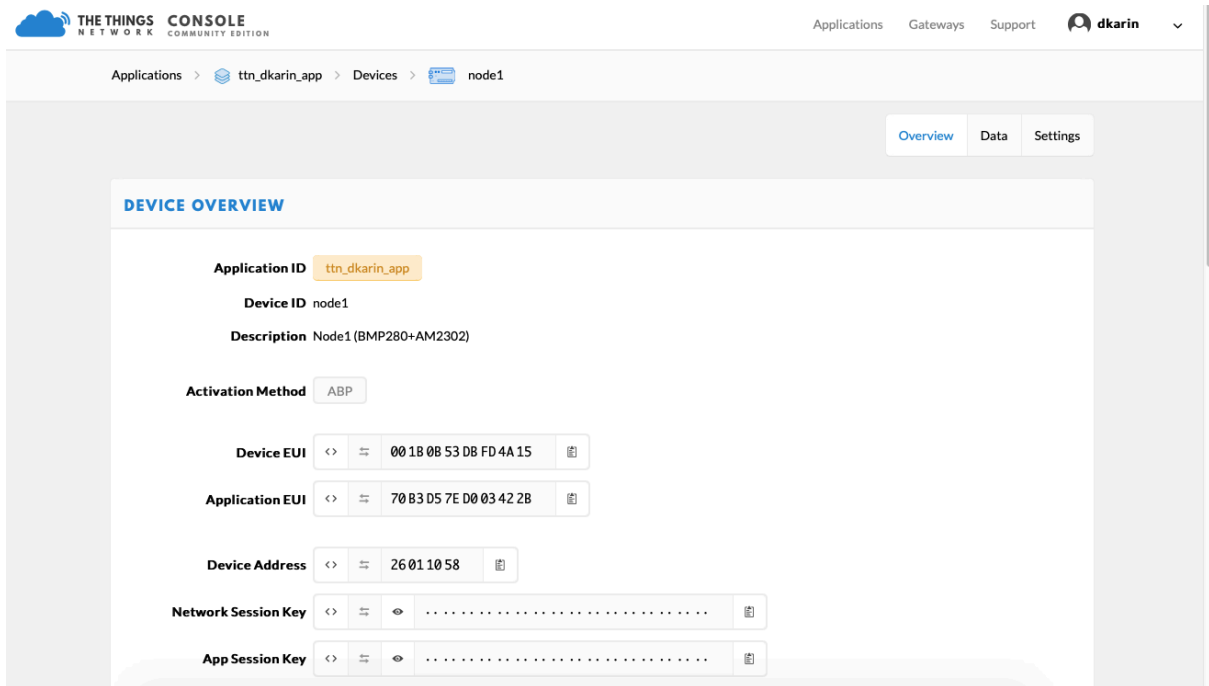 THE THINGS NETWORK CONSOLE COMMUNITY EDITION
Applications Gateways Support dkarin
Applications > ttn_dkarin_app > Devices > node1
Overview Data Settings
DEVICE OVERVIEW
Application ID ttn_dkarin_app
Device ID node1
Description Node1 (BMP280+AM2302)
Activation Method ABP
Device EUI <> 00 1B 0B 53 DB FD 4A 15
Application EUI <> 70 B3 D5 7E D0 03 42 2B
Device Address <> 26 01 10 58
Network Session Key <> ................................
App Session Key <> ................................